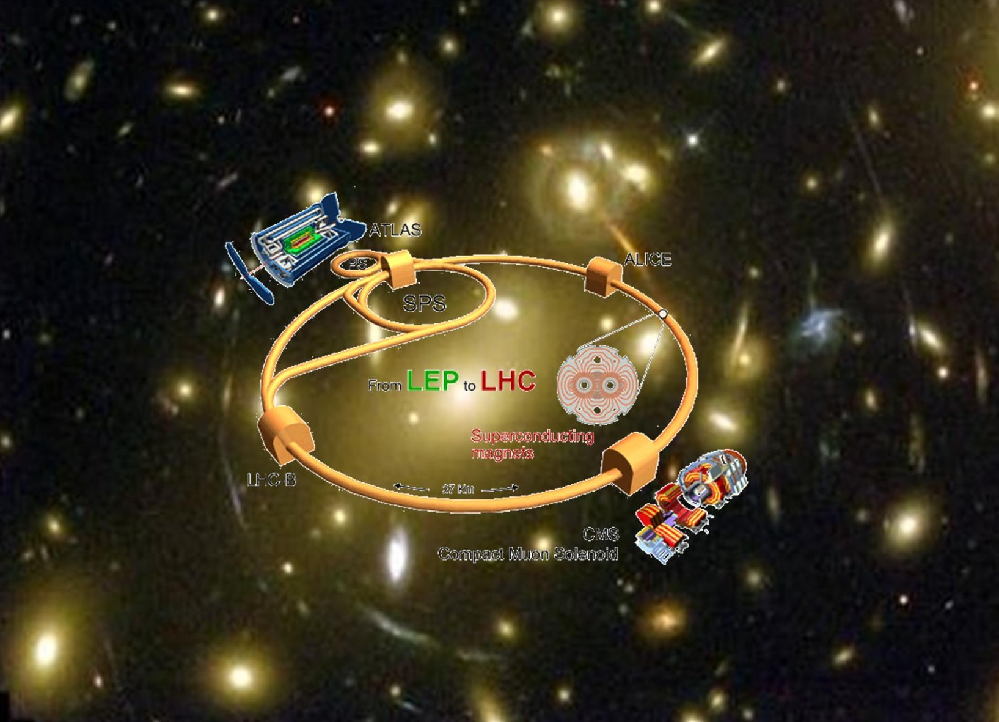 ATLAS
ALICE
PS
SPS
From LEP to LHC
Superconducting
magnets
LHC-B
27 Km
CMS
Compact Muon Solenoid